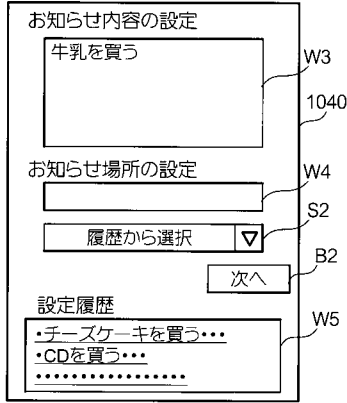 お知らせ内容の設定
牛乳を買う
W3
1040
お知らせ場所の設定
W4
履歴から選択 ▽
S2
次へ
B2
設定履歴
W5
・チーズケーキを買う・・・
・CDを買う・・・
・・・・・・・・・・・・・・・・・